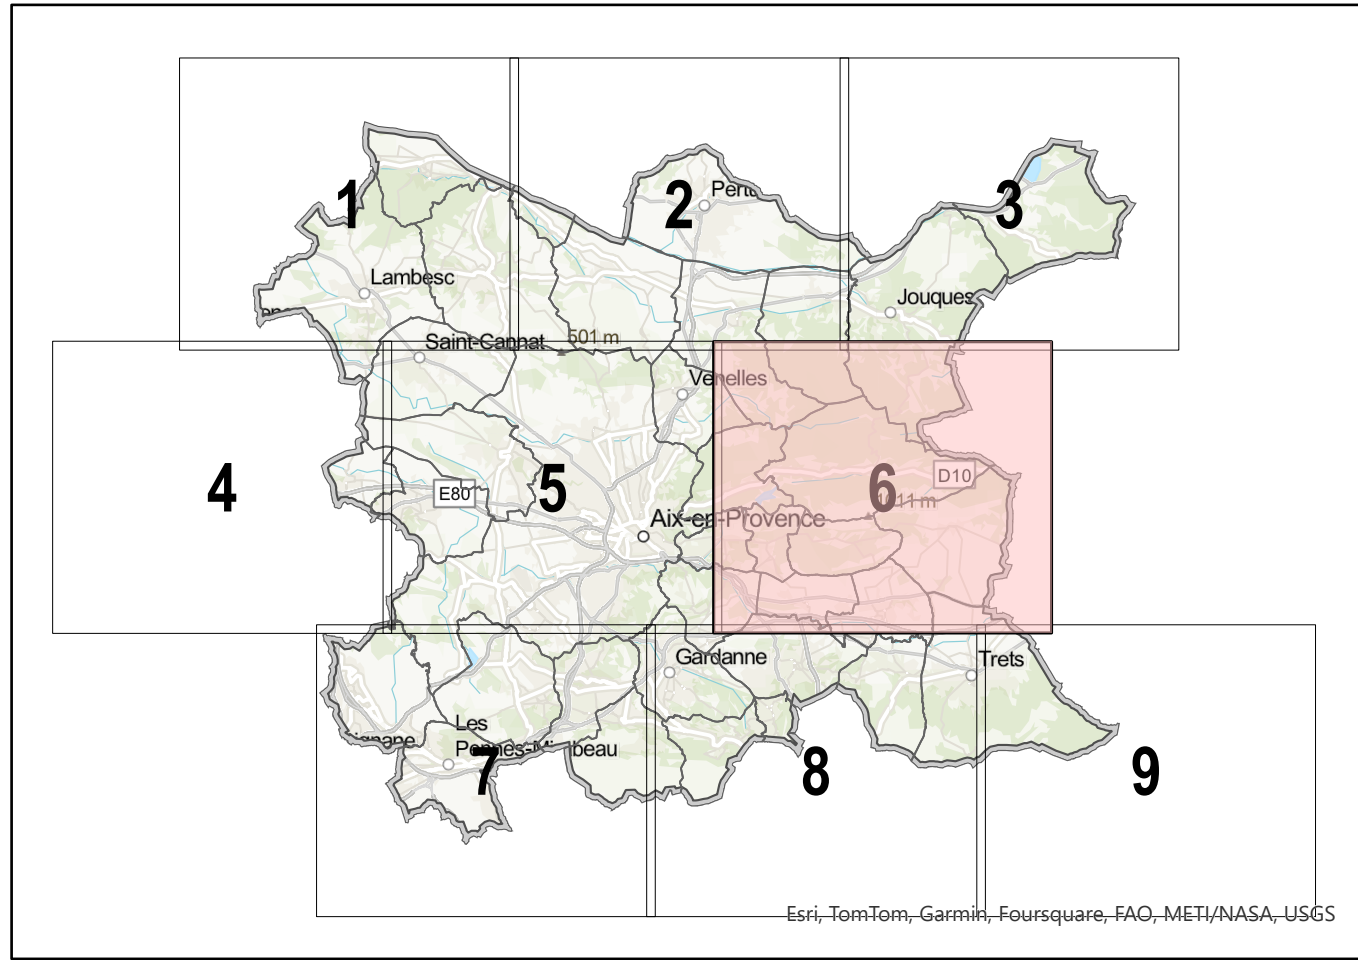 1
2
Pertu
3
Lambesc
Jouques
Saint-Cannat
501 m
Venelles
4
E80
5
6
D10
Aix-en-Provence
Gardanne
Trets
Les
7
8
9
Esri, TomTom, Garmin, Foursquare, FAO, METI/NASA, USGS